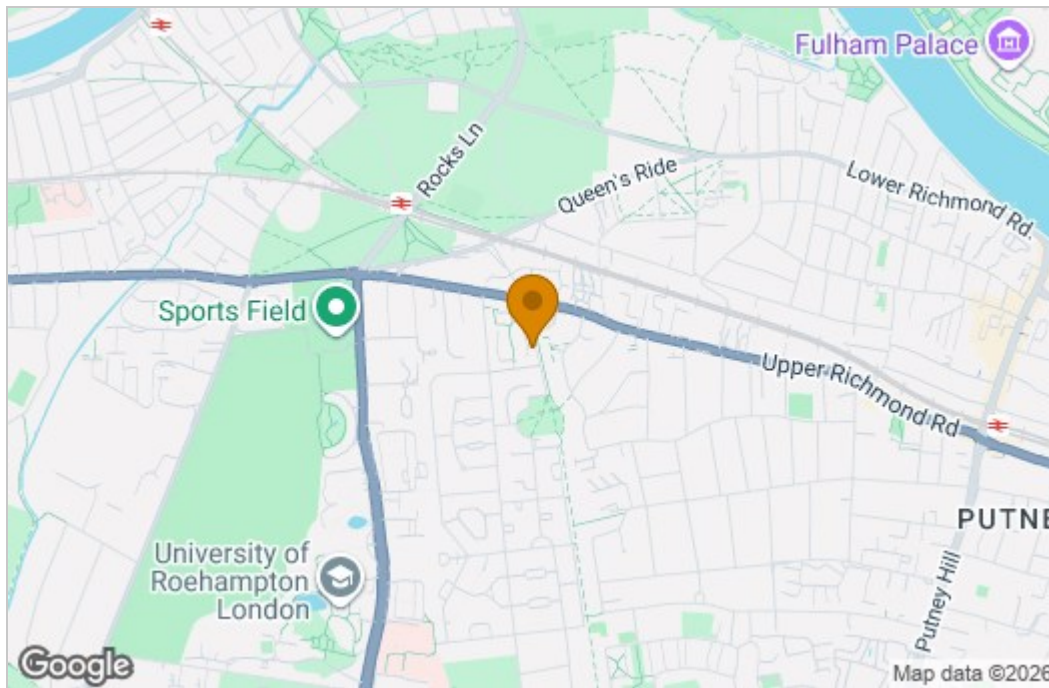 Fulham Palace
Rocks Ln
Queen's Ride
Lower Richmond Rd.
Sports Field
Upper Richmond Rd
PUTNE
University of
Roehampton
London
Putney Hill
Google
Map data ©2026